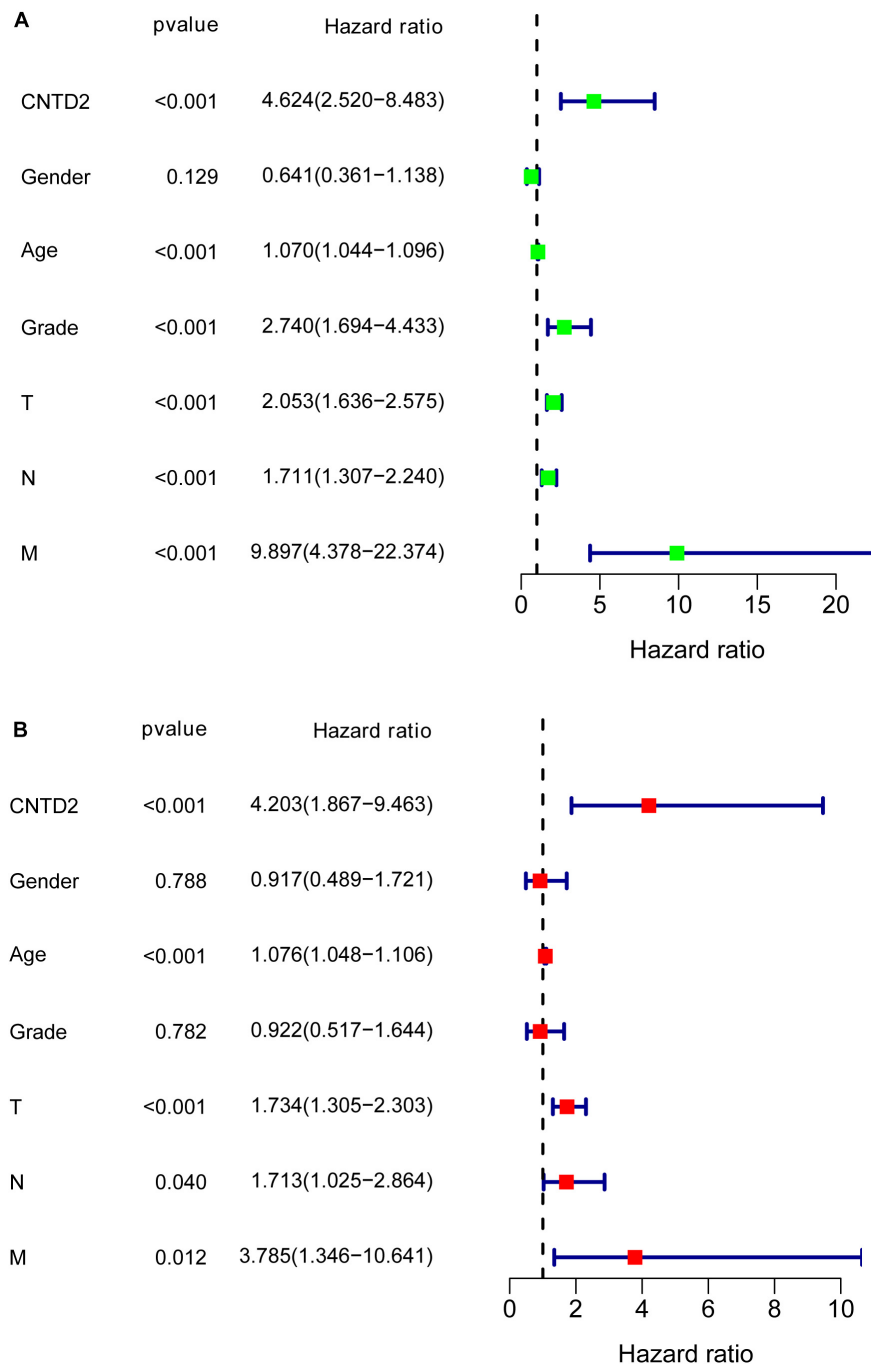 A
pvalue Hazard ratio
CNTD2 <0.001 4.624(2.520−8.483)
Gender 0.129 0.641(0.361−1.138)
Age <0.001 1.070(1.044−1.096)
Grade <0.001 2.740(1.694−4.433)
T <0.001 2.053(1.636−2.575)
N <0.001 1.711(1.307−2.240)
M <0.001 9.897(4.378−22.374)
0 5 10 15 20
Hazard ratio
B
pvalue Hazard ratio
CNTD2 <0.001 4.203(1.867−9.463)
Gender 0.788 0.917(0.489−1.721)
Age <0.001 1.076(1.048−1.106)
Grade 0.782 0.922(0.517−1.644)
T <0.001 1.734(1.305−2.303)
N 0.040 1.713(1.025−2.864)
M 0.012 3.785(1.346−10.641)
0 2 4 6 8 10
Hazard ratio